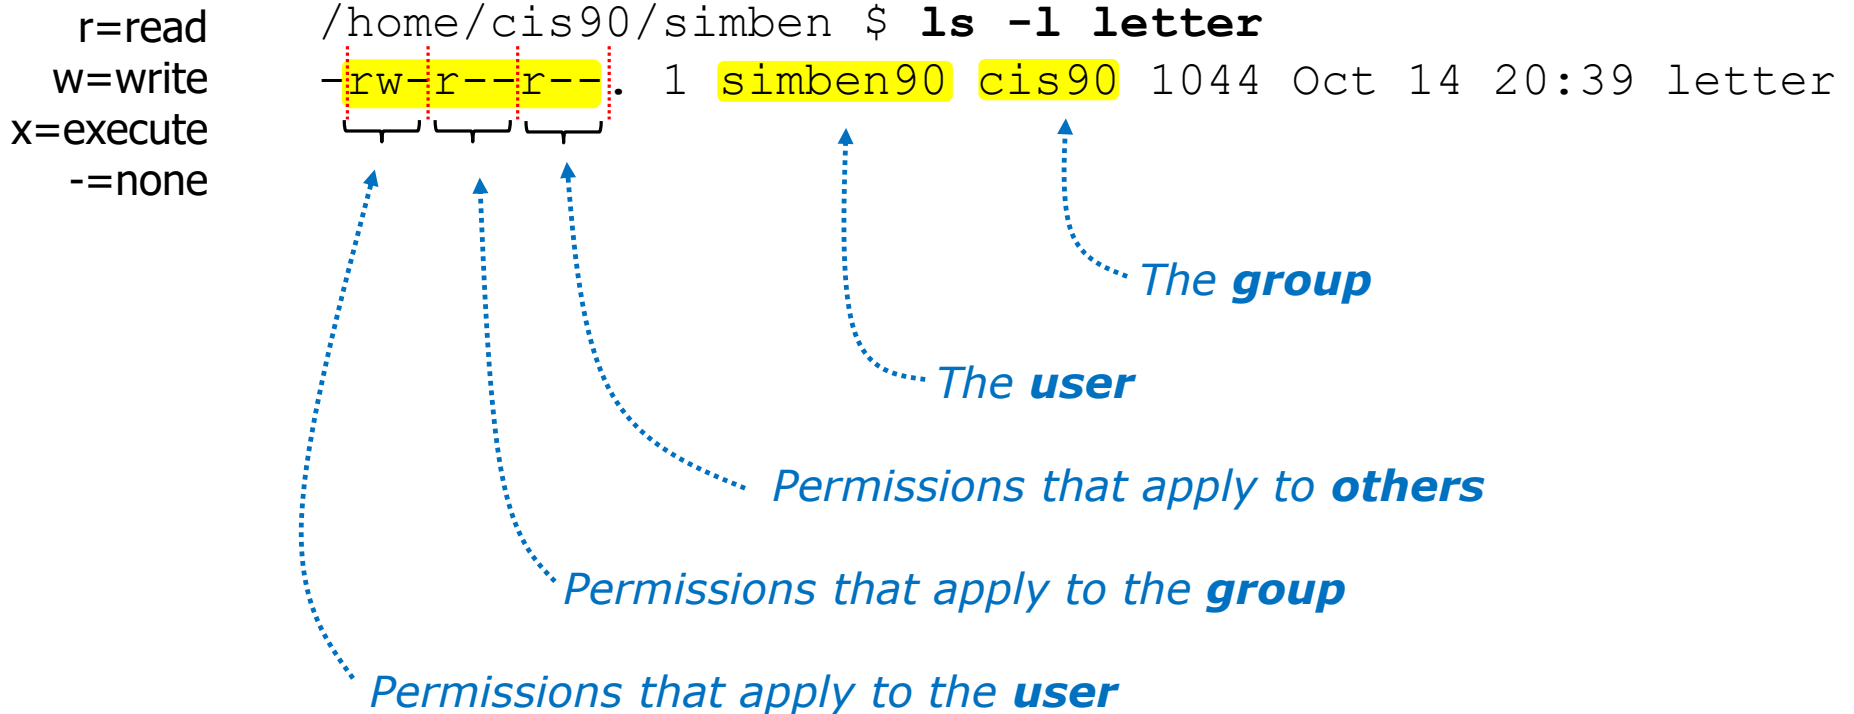 r=read
w=write
x=execute
-=none
/home/cis90/simben $ ls -l letter
-rw-r--r--. 1 simben90 cis90 1044 Oct 14 20:39 letter
The group
The user
Permissions that apply to others
Permissions that apply to the group
Permissions that apply to the user